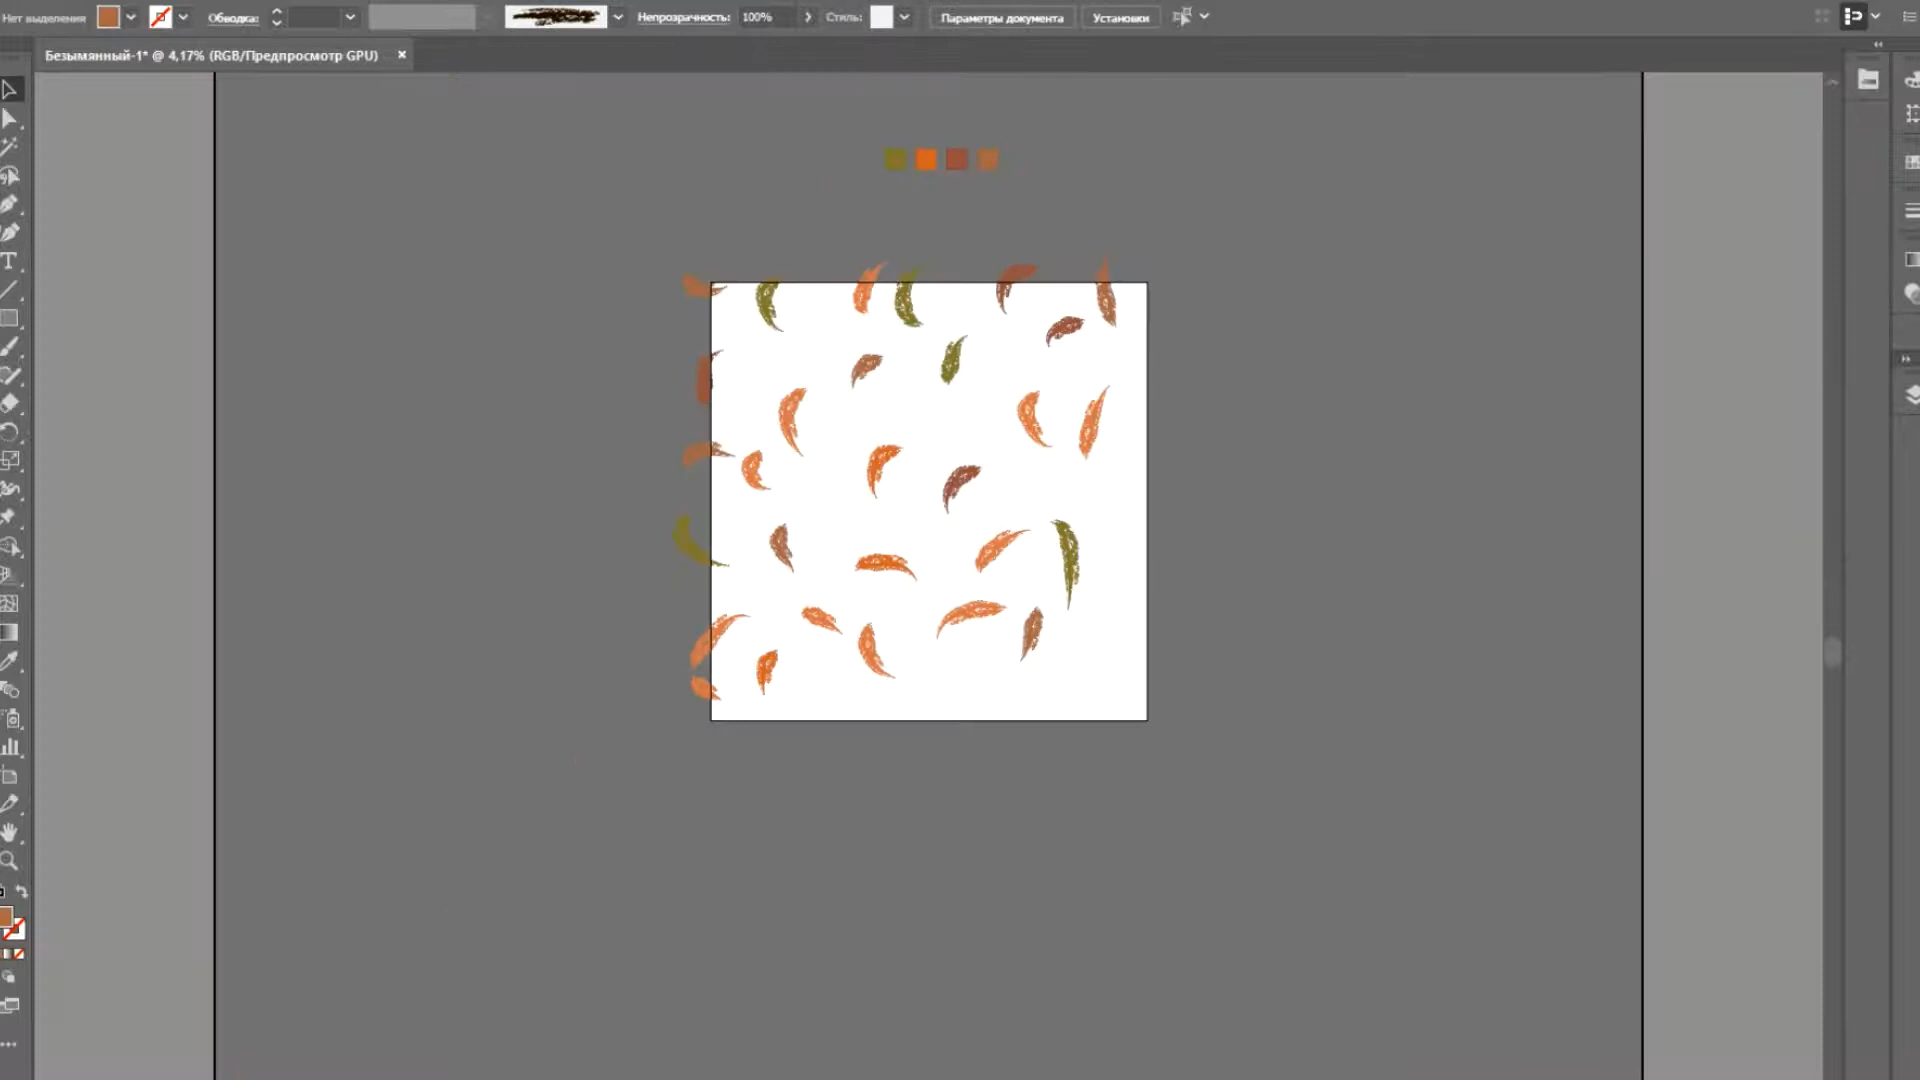 Нет выделения Обводка: Непрозрачность: 100% Стиль: Параметры документа Установки
Безымянный-1* @ 4,17% (RGB/Предпросмотр GPU) ×